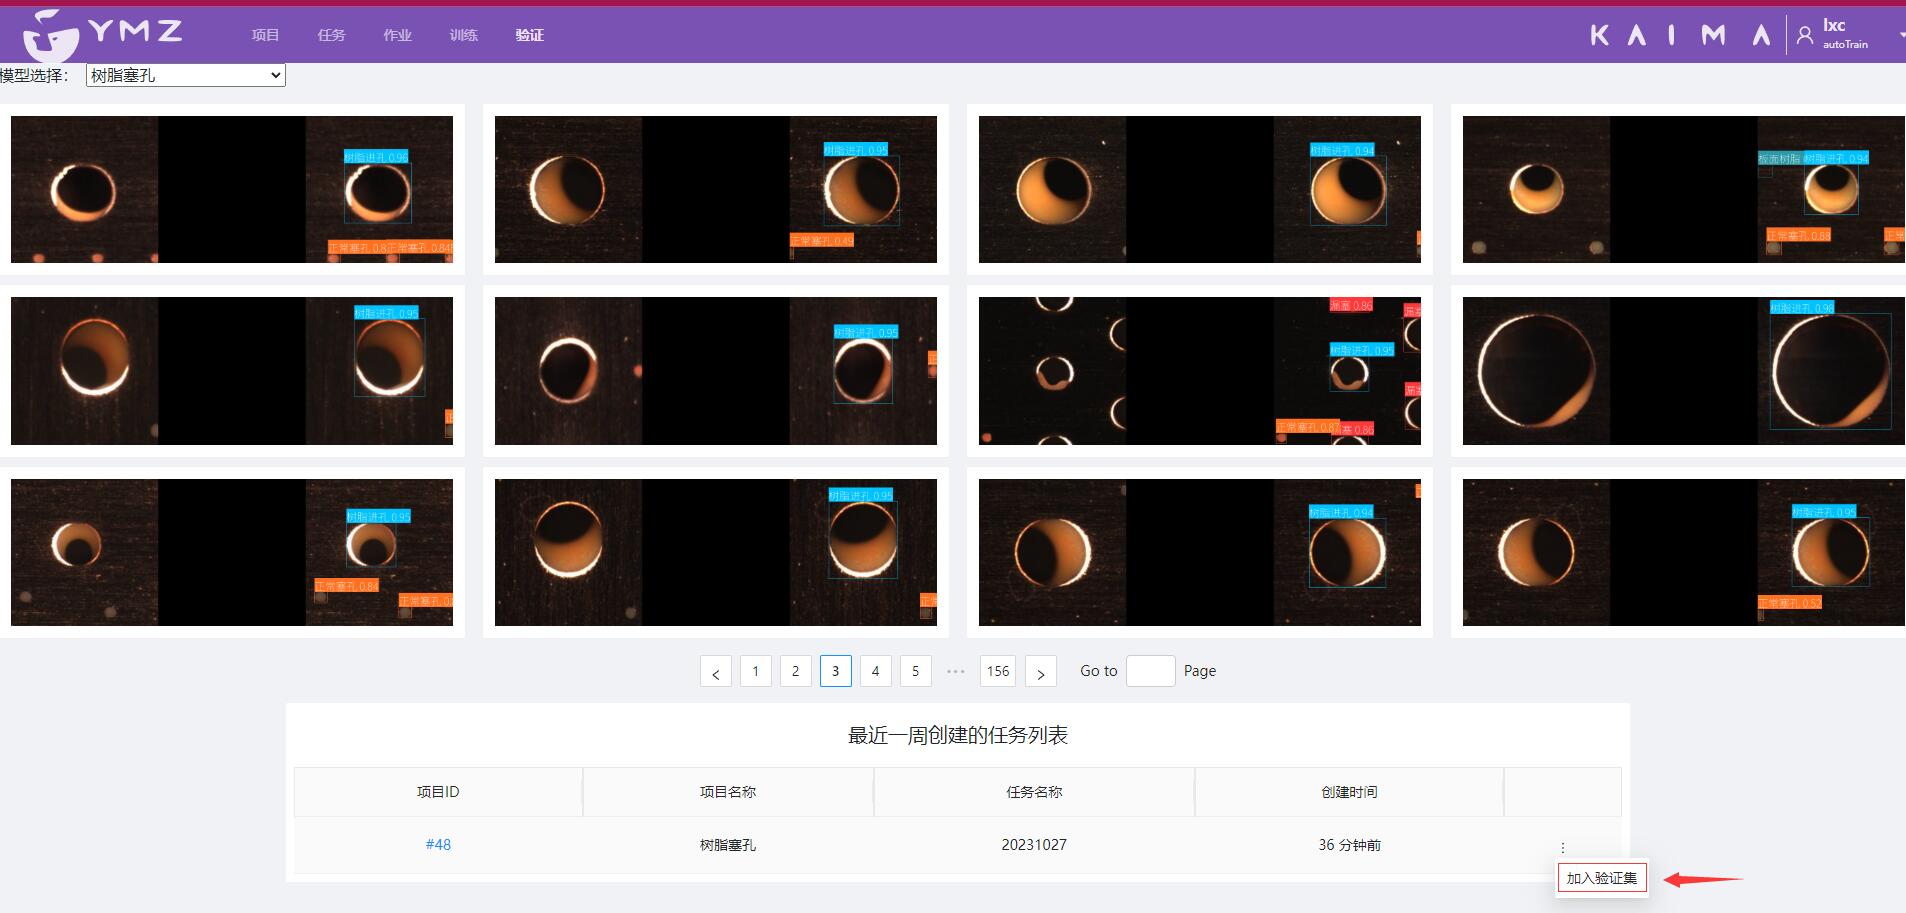 YMZ
项目 任务 作业 训练 验证
KAIMA
lxc
autoTrain
模型选择： 树脂塞孔
树脂进孔 0.96
正常塞孔 0.8 正常塞孔 0.84
树脂进孔 0.95
正常塞孔 0.49
树脂进孔 0.94
板面树脂 树脂进孔 0.94
正常塞孔 0.88
正常
树脂进孔 0.95
正
树脂进孔 0.95
正
漏塞 0.86
漏
树脂进孔 0.95
漏
正常塞孔 0.87 塞 0.86
树脂进孔 0.98
树脂进孔 0.95
正常塞孔 0.84
正常塞孔 0.
树脂进孔 0.95
正常
树脂进孔 0.94
树脂进孔 0.95
正常塞孔 0.52
< 1 2 3 4 5 ••• 156 > Go to Page
最近一周创建的任务列表
项目ID 项目名称 任务名称 创建时间
#48 树脂塞孔 20231027 36 分钟前
加入验证集